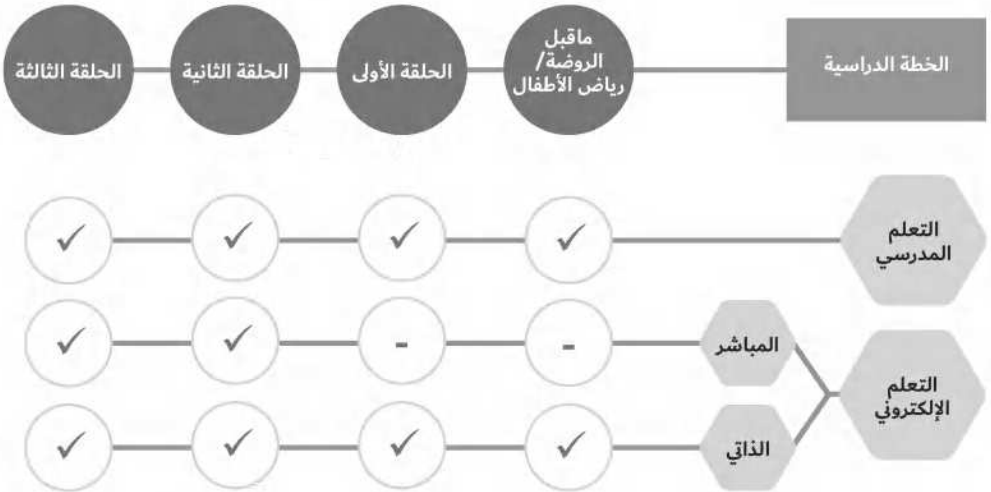 الخطة الدراسية
ماقبل
الروضة/
رياض الأطفال
الحلقة الأولى
الحلقة الثانية
الحلقة الثالثة
التعلم
المدرسي
✓ ✓ ✓ ✓
التعلم
الإلكتروني
المباشر
- - ✓ ✓
الذاتي
✓ ✓ ✓ ✓